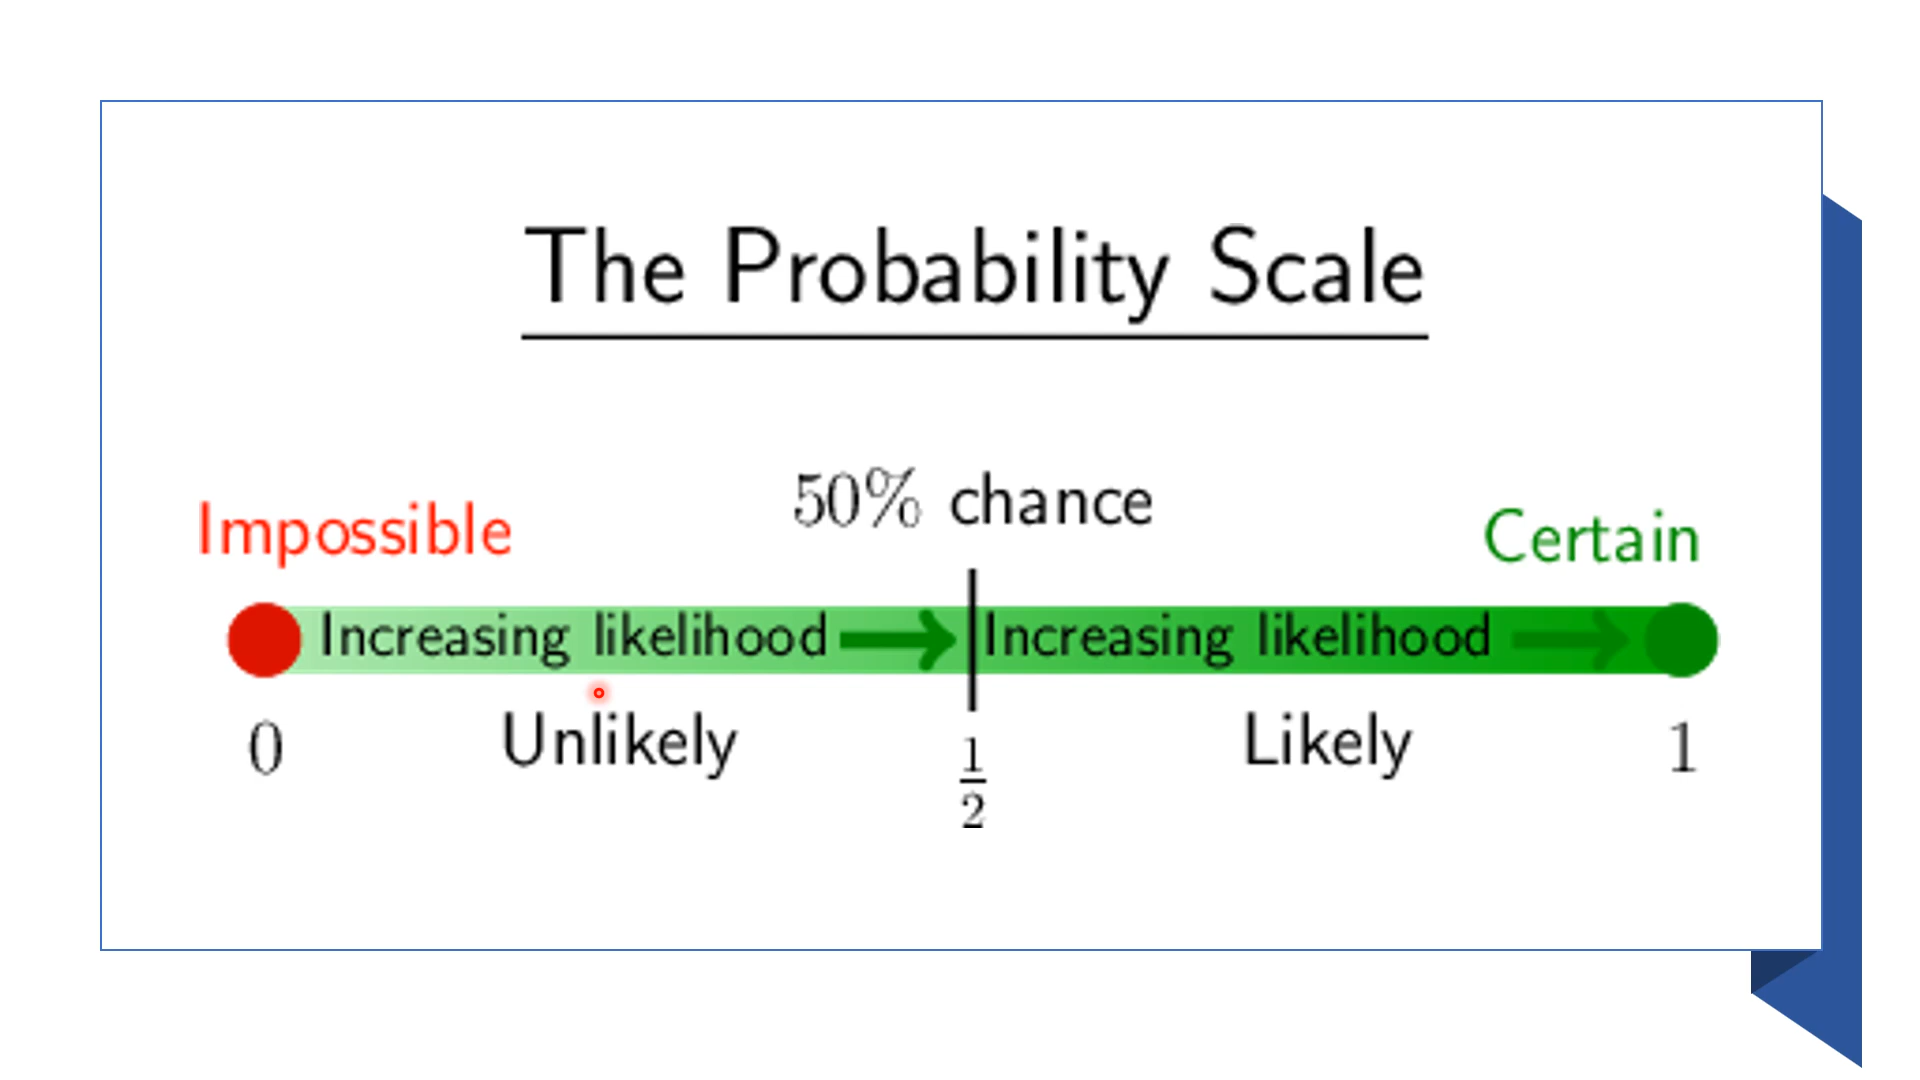 The Probability Scale
50% chance
Impossible
Certain
Increasing likelihood Increasing likelihood
0 Unlikely 1/2 Likely 1